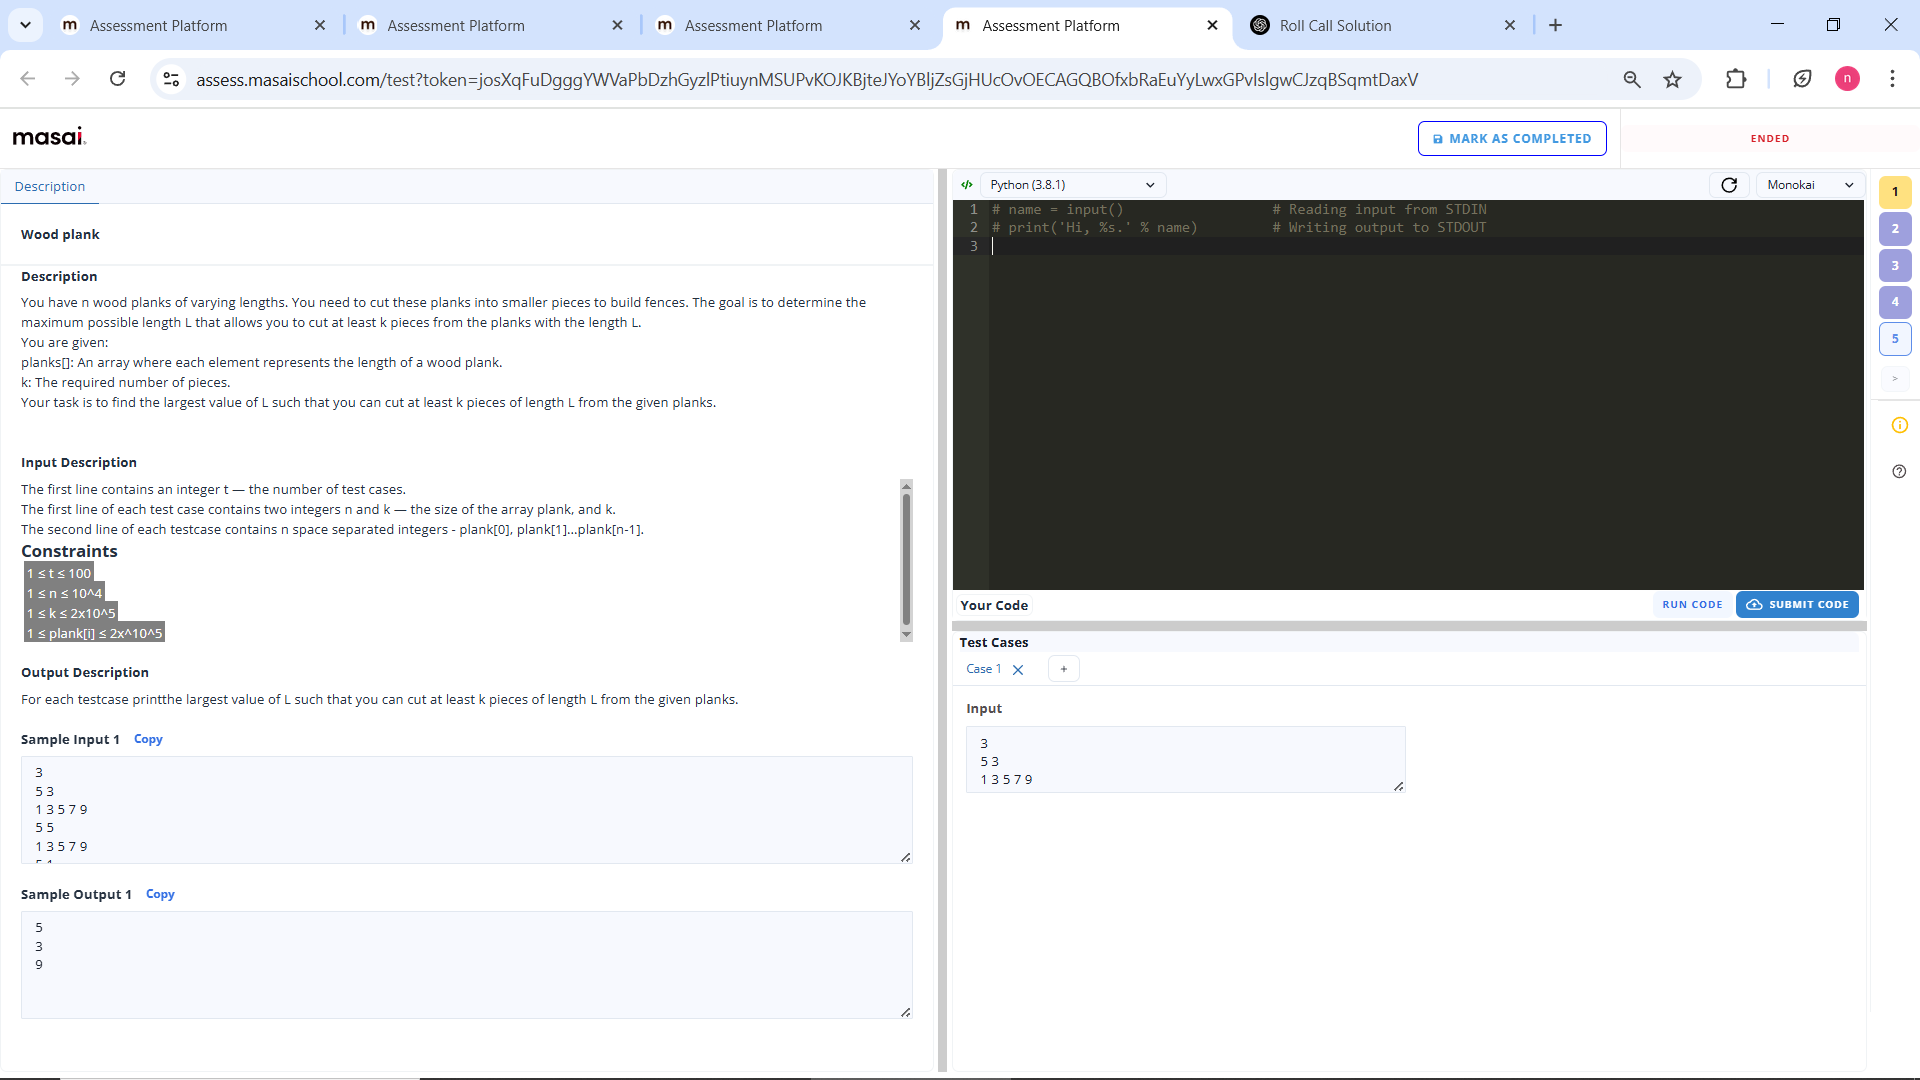 Assessment Platform
Assessment Platform
Assessment Platform
Assessment Platform
Roll Call Solution
assess.masaischool.com/test?token=josXqFuDgggYWVaPbDzhGyzlPtiuynMSUPvKOJKBjteJYoYBljZsGjHUcOvOECAGQBOfxbRaEuYyLwxGPvIslgwCJzqBSqmtDaxV
n
masai.
MARK AS COMPLETED
ENDED
Description
Wood plank
Description
You have n wood planks of varying lengths. You need to cut these planks into smaller pieces to build fences. The goal is to determine the
maximum possible length L that allows you to cut at least k pieces from the planks with the length L.
You are given:
planks[]: An array where each element represents the length of a wood plank.
k: The required number of pieces.
Your task is to find the largest value of L such that you can cut at least k pieces of length L from the given planks.
Input Description
The first line contains an integer t — the number of test cases.
The first line of each test case contains two integers n and k — the size of the array plank, and k.
The second line of each testcase contains n space separated integers - plank[0], plank[1]...plank[n-1].
Constraints
1 ≤ t ≤ 100
1 ≤ n ≤ 10^4
1 ≤ k ≤ 2x10^5
1 ≤ plank[i] ≤ 2x^10^5
Output Description
For each testcase printthe largest value of L such that you can cut at least k pieces of length L from the given planks.
Sample Input 1 Copy
3
5 3
1 3 5 7 9
5 5
1 3 5 7 9
Sample Output 1 Copy
5
3
9
Python (3.8.1)
Monokai
1 # name = input() # Reading input from STDIN
2 # print('Hi, %s.' % name) # Writing output to STDOUT
3
Your Code
RUN CODE
SUBMIT CODE
Test Cases
Case 1
+
Input
3
5 3
1 3 5 7 9
1
2
3
4
5
>